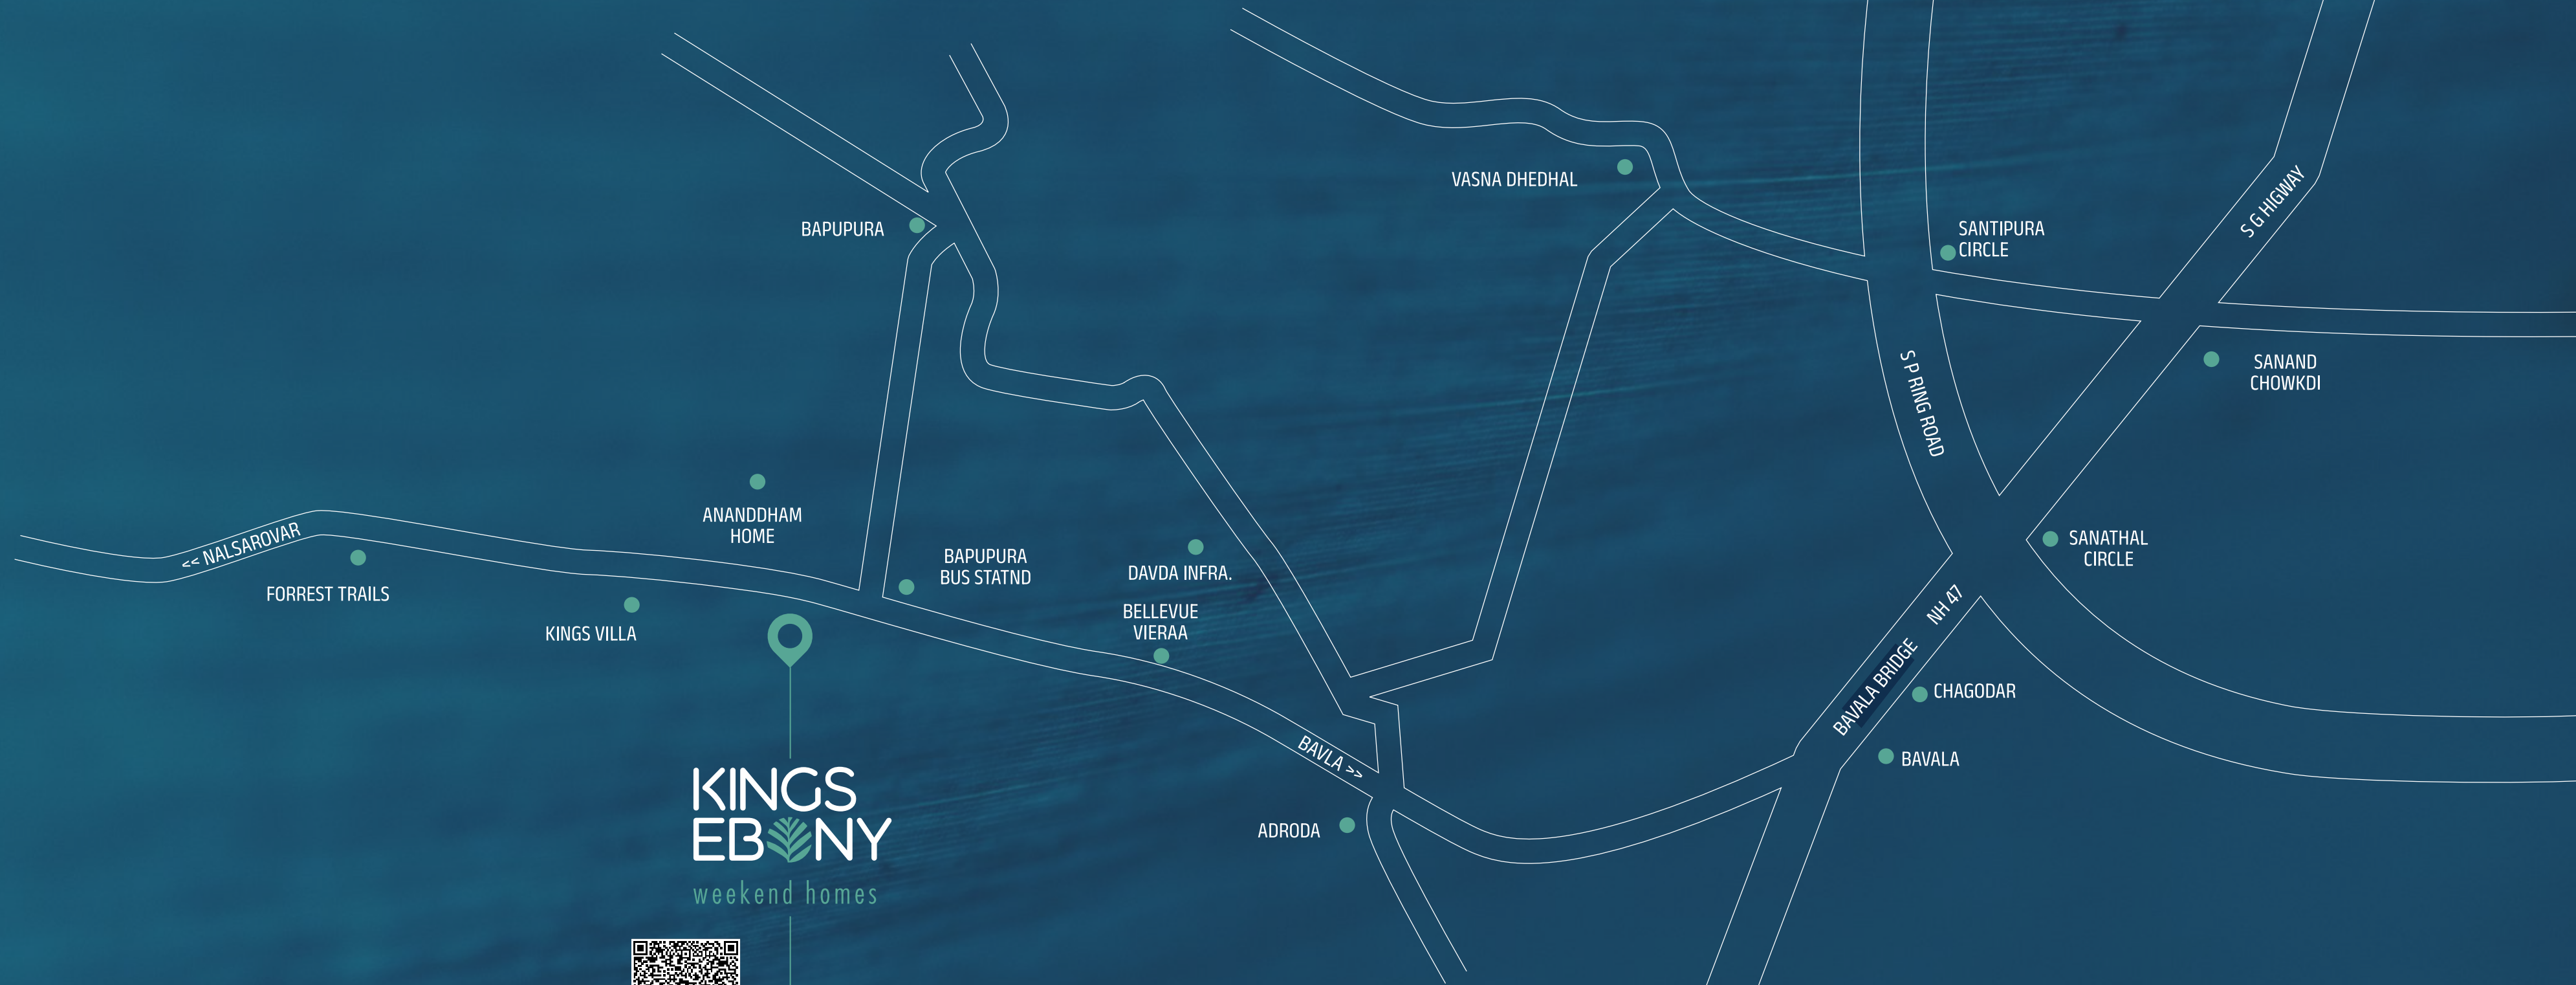 VASNA DHEDHAL
BAPUPURA
SANTIPURA
CIRCLE
S G HIGWAY
S P RING ROAD
SANAND
CHOWKDI
<< NALSAROVAR
FORREST TRAILS
KINGS VILLA
ANANDDHAM
HOME
BAPUPURA
BUS STATND
DAVDA INFRA.
BELLEVUE
VIERAA
SANATHAL
CIRCLE
NH 47
BAVALA BRIDGE
CHAGODAR
BAVALA
BAVLA >>
ADRODA
KINGS
EBONY
weekend homes